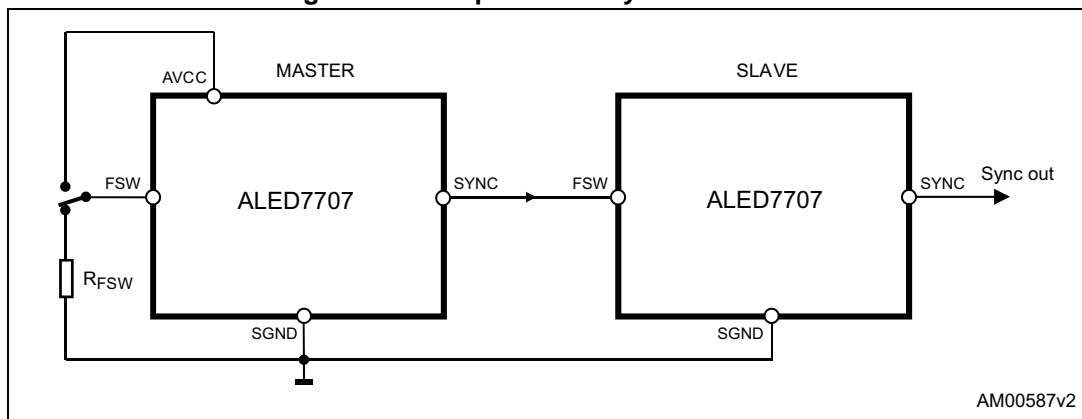 AVCC
MASTER
SLAVE
FSW
SYNC
FSW
SYNC
Sync out
ALED7707
ALED7707
RFSW
SGND
SGND
AM00587v2